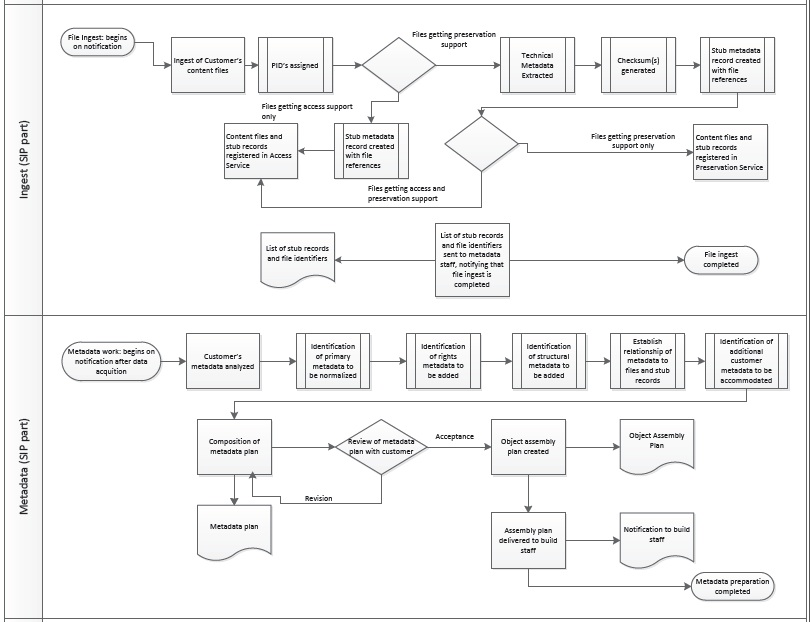 Ingest (SIP part)
File Ingest: begins
on notification
Ingest of Customer's
content files
PID's assigned
Files getting preservation
support
Technical
Metadata
Extracted
Checksum(s)
generated
Stub metadata
record created
with file
references
Files getting access support
only
Content files and
stub records
registered in Access
Service
Stub metadata
record created
with file
references
Files getting preservation
support only
Content files and
stub records
registered in
Preservation Service
Files getting access and
preservation support
List of stub records
and file identifiers
List of stub records
and file identifiers
sent to metadata
staff, notifying that
file ingest is
completed
File ingest
completed
Metadata (SIP part)
Metadata work: begins on
notification after data
acquition
Customer's
metadata analyzed
Identification
of primary
metadata to
be normalized
Identification
of rights
metadata to
be added
Identification
of structural
metadata to
be added
Establish
relationship of
metadata to
files and stub
records
Identification of
additional
customer
metadata to be
accommodated
Composition of
metadata plan
Review of metadata
plan with customer
Acceptance
Object assembly
plan created
Object Assembly
Plan
Revision
Metadata plan
Assembly plan
delivered to build
staff
Notification to build
staff
Metadata preparation
completed